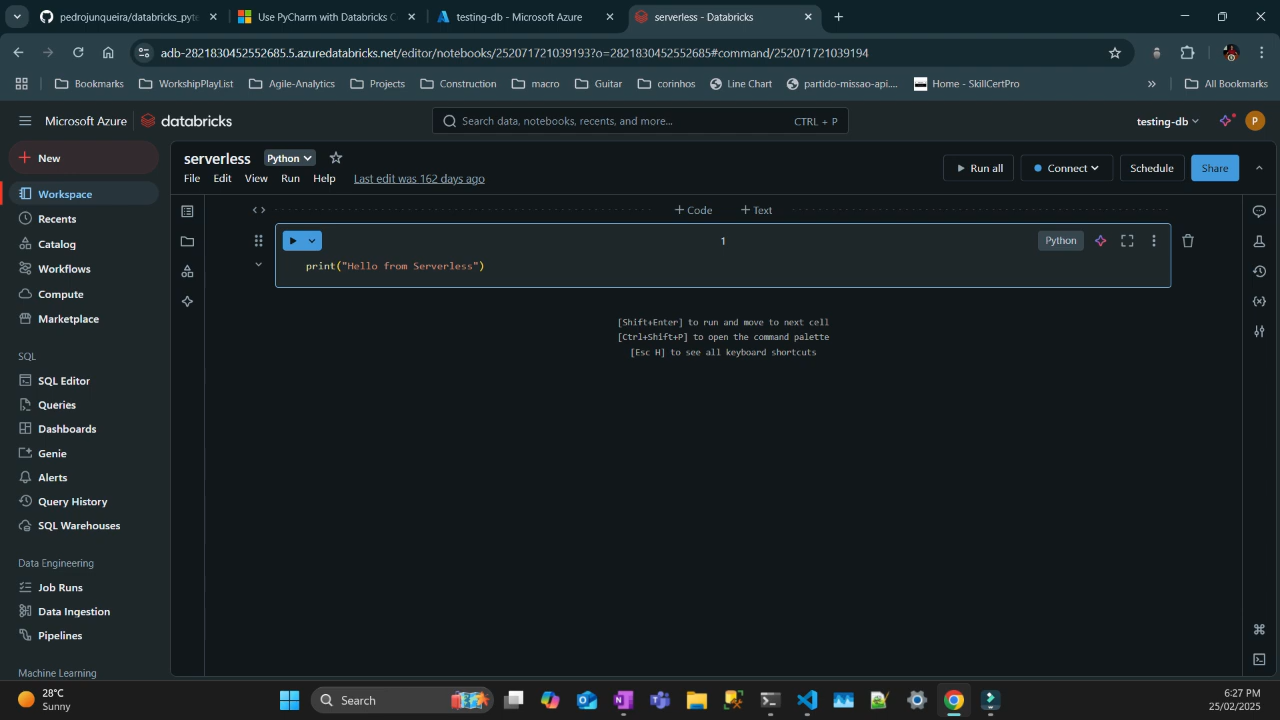 pedrojunqueira/databricks_pyte
Use PyCharm with Databricks C
testing-db - Microsoft Azure
serverless - Databricks
adb-2821830452552685.5.azuredatabricks.net/editor/notebooks/252071721039193?o=2821830452552685#command/252071721039194
Bookmarks
WorkshipPlayList
Agile-Analytics
Projects
Construction
macro
Guitar
corinhos
Line Chart
partido-missao-api....
Home - SkillCertPro
All Bookmarks
Microsoft Azure
databricks
Search data, notebooks, recents, and more...
CTRL + P
testing-db
P
New
Workspace
Recents
Catalog
Workflows
Compute
Marketplace
SQL
SQL Editor
Queries
Dashboards
Genie
Alerts
Query History
SQL Warehouses
Data Engineering
Job Runs
Data Ingestion
Pipelines
Machine Learning
serverless
Python
File Edit View Run Help Last edit was 162 days ago
Run all
Connect
Schedule
Share
+ Code
+ Text
1
Python
print("Hello from Serverless")
[Shift+Enter] to run and move to next cell
[Ctrl+Shift+P] to open the command palette
[Esc H] to see all keyboard shortcuts
28°C
Sunny
Search
6:27 PM
25/02/2025